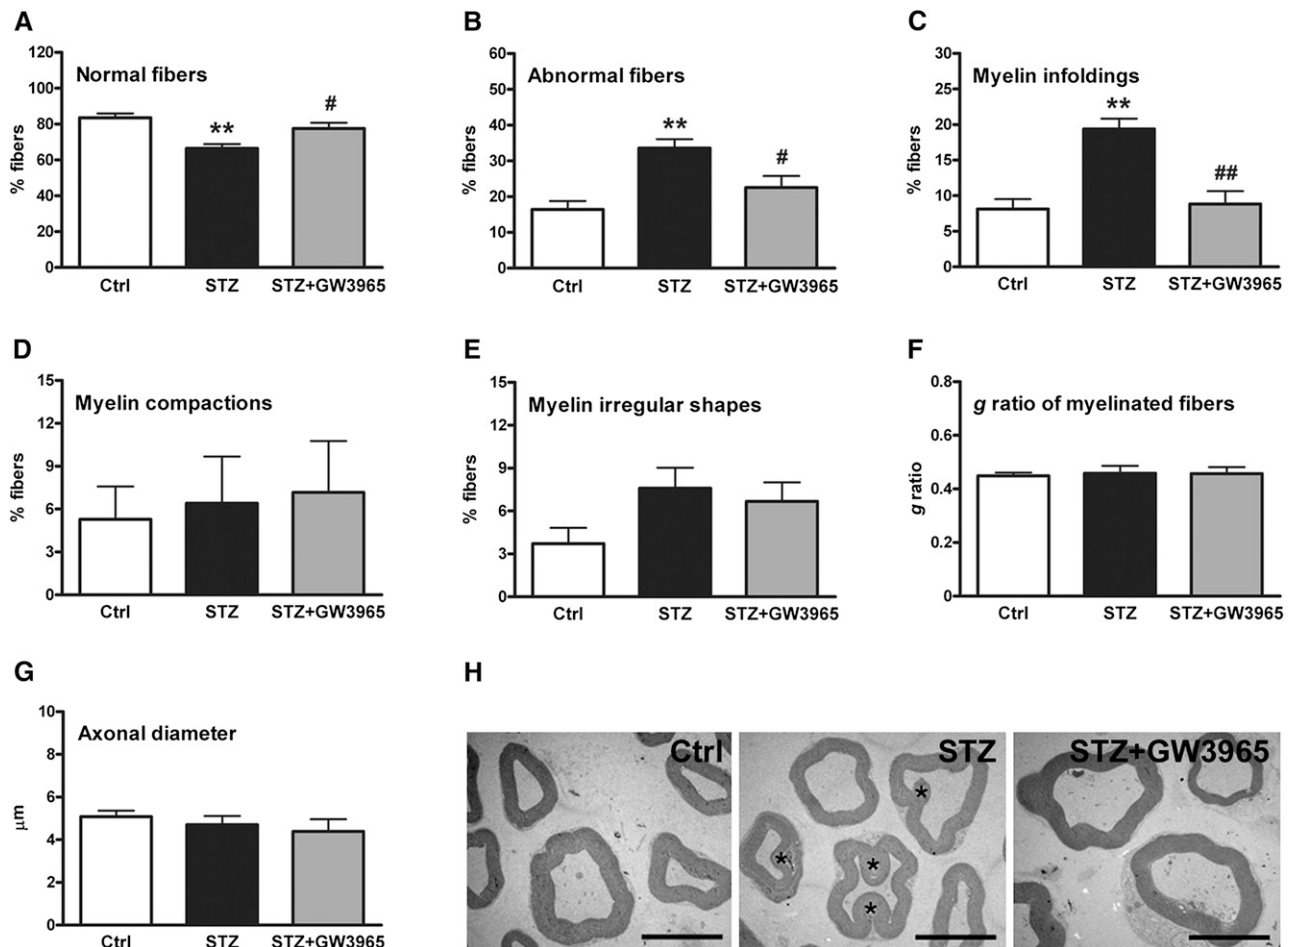 A
Normal fibers
% fibers
120
100
80
60
40
20
0
**
#
Ctrl STZ STZ+GW3965
B
Abnormal fibers
% fibers
60
50
40
30
20
10
0
**
#
Ctrl STZ STZ+GW3965
C
Myelin infoldings
% fibers
30
25
20
15
10
5
0
**
##
Ctrl STZ STZ+GW3965
D
Myelin compactions
% fibers
15
12
9
6
3
0
Ctrl STZ STZ+GW3965
E
Myelin irregular shapes
% fibers
15
12
9
6
3
0
Ctrl STZ STZ+GW3965
F
g ratio of myelinated fibers
g ratio
0.8
0.6
0.4
0.2
0
Ctrl STZ STZ+GW3965
G
Axonal diameter
µm
10
8
6
4
2
0
Ctrl STZ STZ+GW3965
H
Ctrl
STZ
*
*
*
*
STZ+GW3965